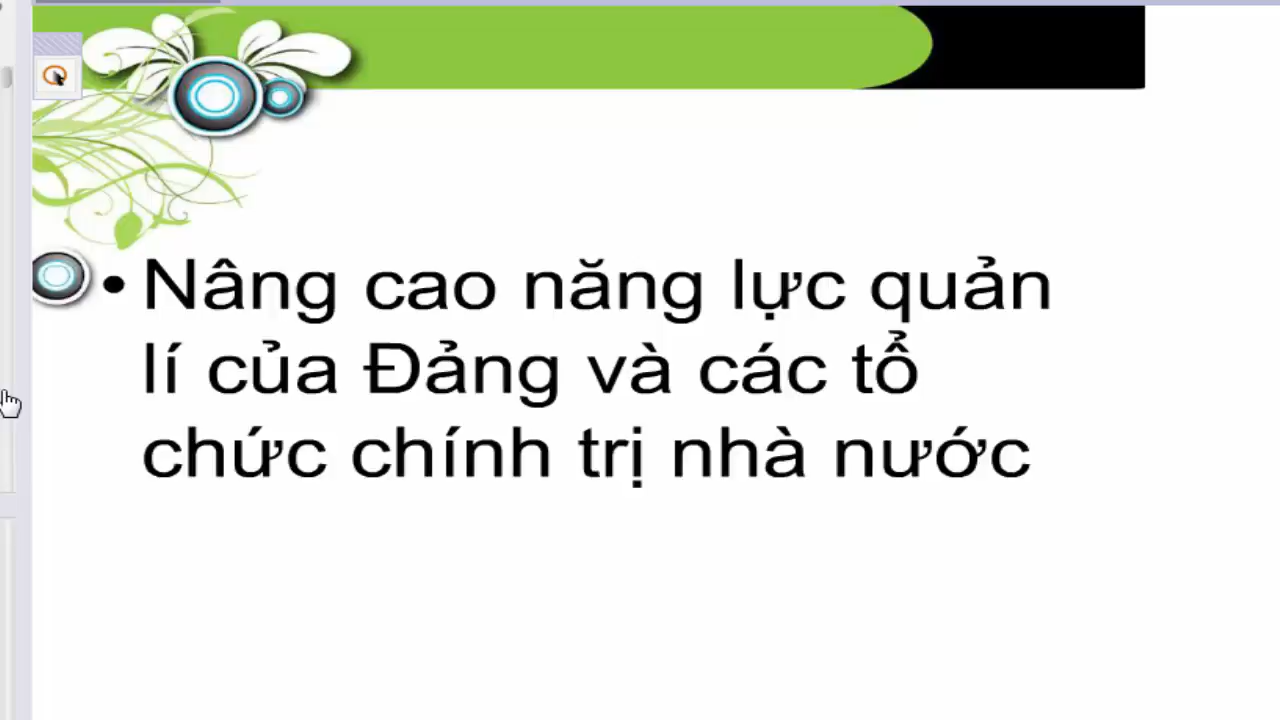 • Nâng cao năng lực quản
lí của Đảng và các tổ
chức chính trị nhà nước